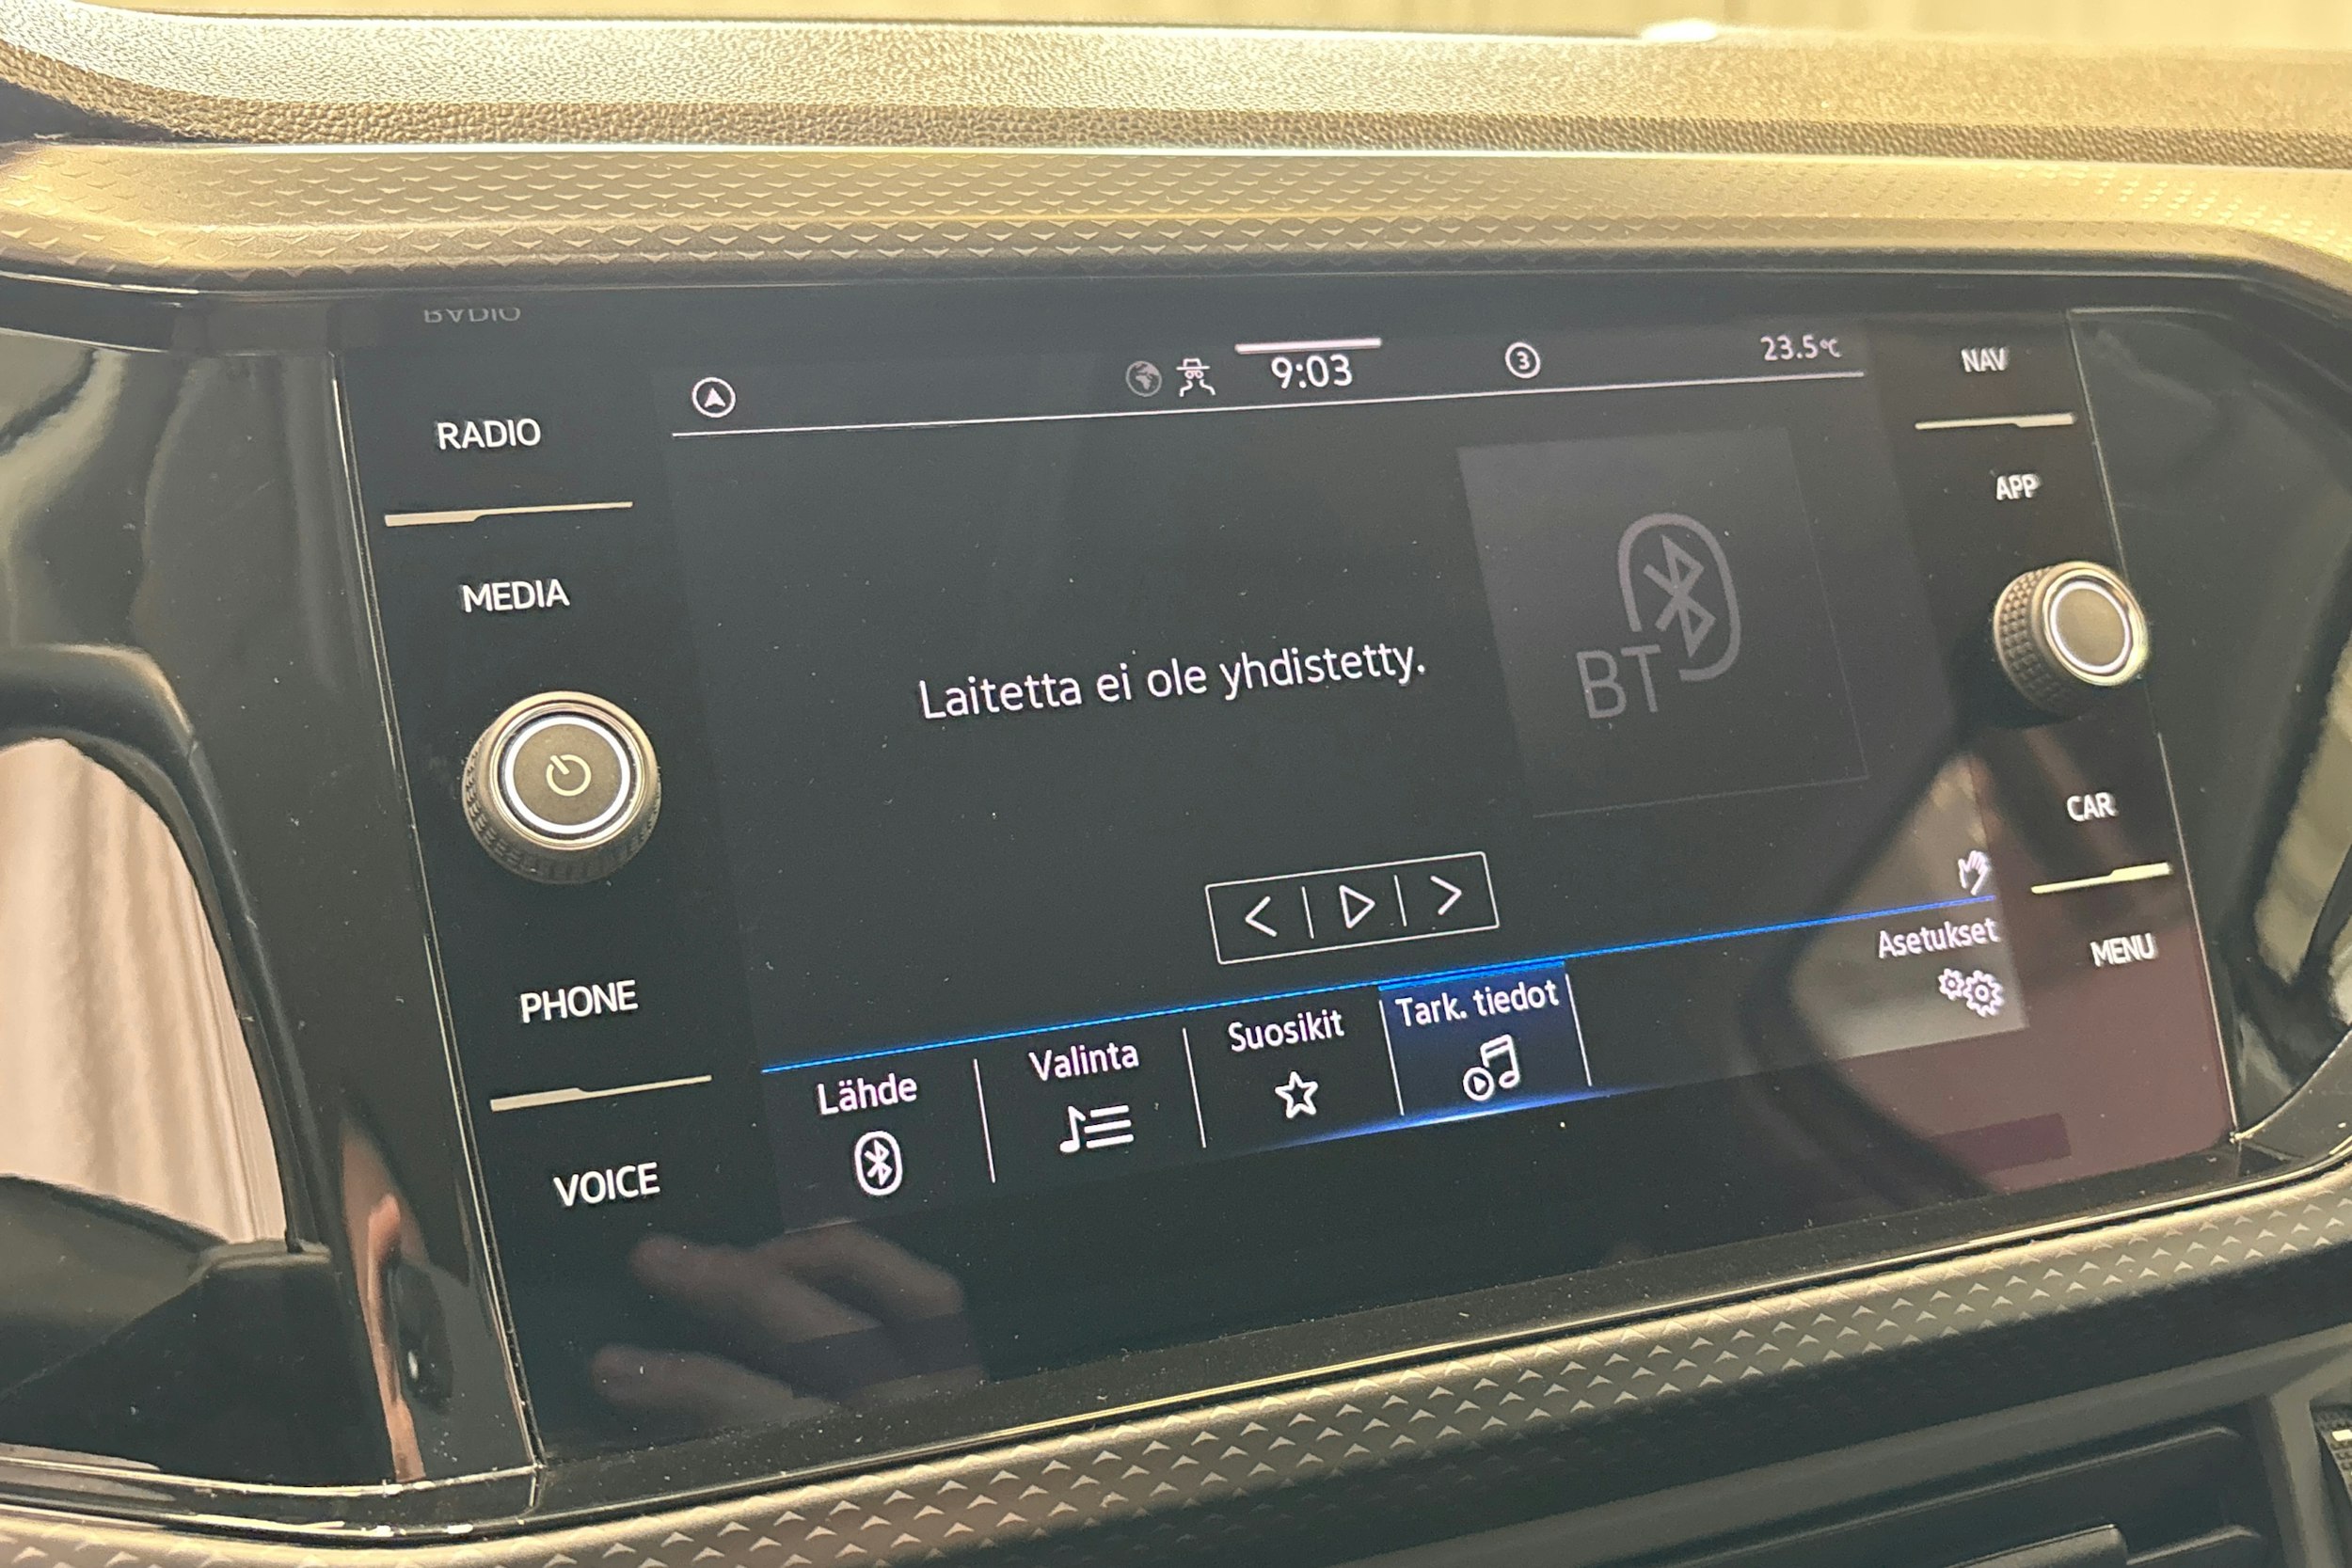 RADIO
MEDIA
PHONE
VOICE
9:03
3
23.5°C
Laitetta ei ole yhdistetty.
BT
Lähde
Valinta
Suosikit
Tark. tiedot
Asetukset
NAV
APP
CAR
MENU